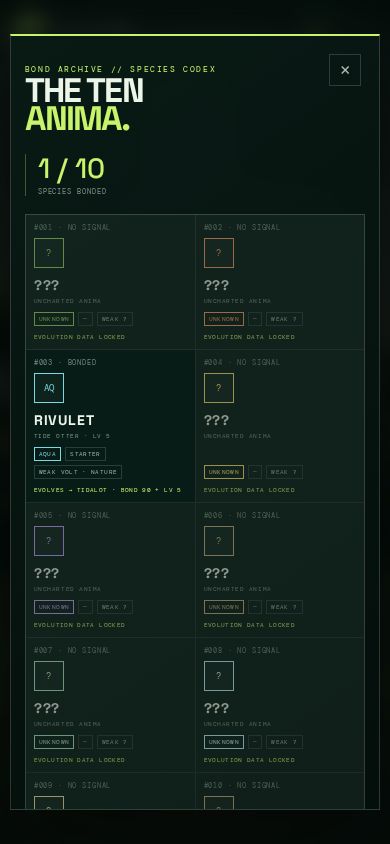 BOND ARCHIVE // SPECIES CODEX
×
THE TEN
ANIMA.
1 / 10
SPECIES BONDED
#001 · NO SIGNAL
?
???
UNCHARTED ANIMA
UNKNOWN — WEAK ?
EVOLUTION DATA LOCKED
#002 · NO SIGNAL
?
???
UNCHARTED ANIMA
UNKNOWN — WEAK ?
EVOLUTION DATA LOCKED
#003 · BONDED
AQ
RIVULET
TIDE OTTER · LV 5
AQUA STARTER
WEAK VOLT · NATURE
EVOLVES → TIDALOT · BOND 90 + LV 5
#004 · NO SIGNAL
?
???
UNCHARTED ANIMA
UNKNOWN — WEAK ?
EVOLUTION DATA LOCKED
#005 · NO SIGNAL
?
???
UNCHARTED ANIMA
UNKNOWN — WEAK ?
EVOLUTION DATA LOCKED
#006 · NO SIGNAL
?
???
UNCHARTED ANIMA
UNKNOWN — WEAK ?
EVOLUTION DATA LOCKED
#007 · NO SIGNAL
?
???
UNCHARTED ANIMA
UNKNOWN — WEAK ?
EVOLUTION DATA LOCKED
#008 · NO SIGNAL
?
???
UNCHARTED ANIMA
UNKNOWN — WEAK ?
EVOLUTION DATA LOCKED
#009 · NO SIGNAL
#010 · NO SIGNAL